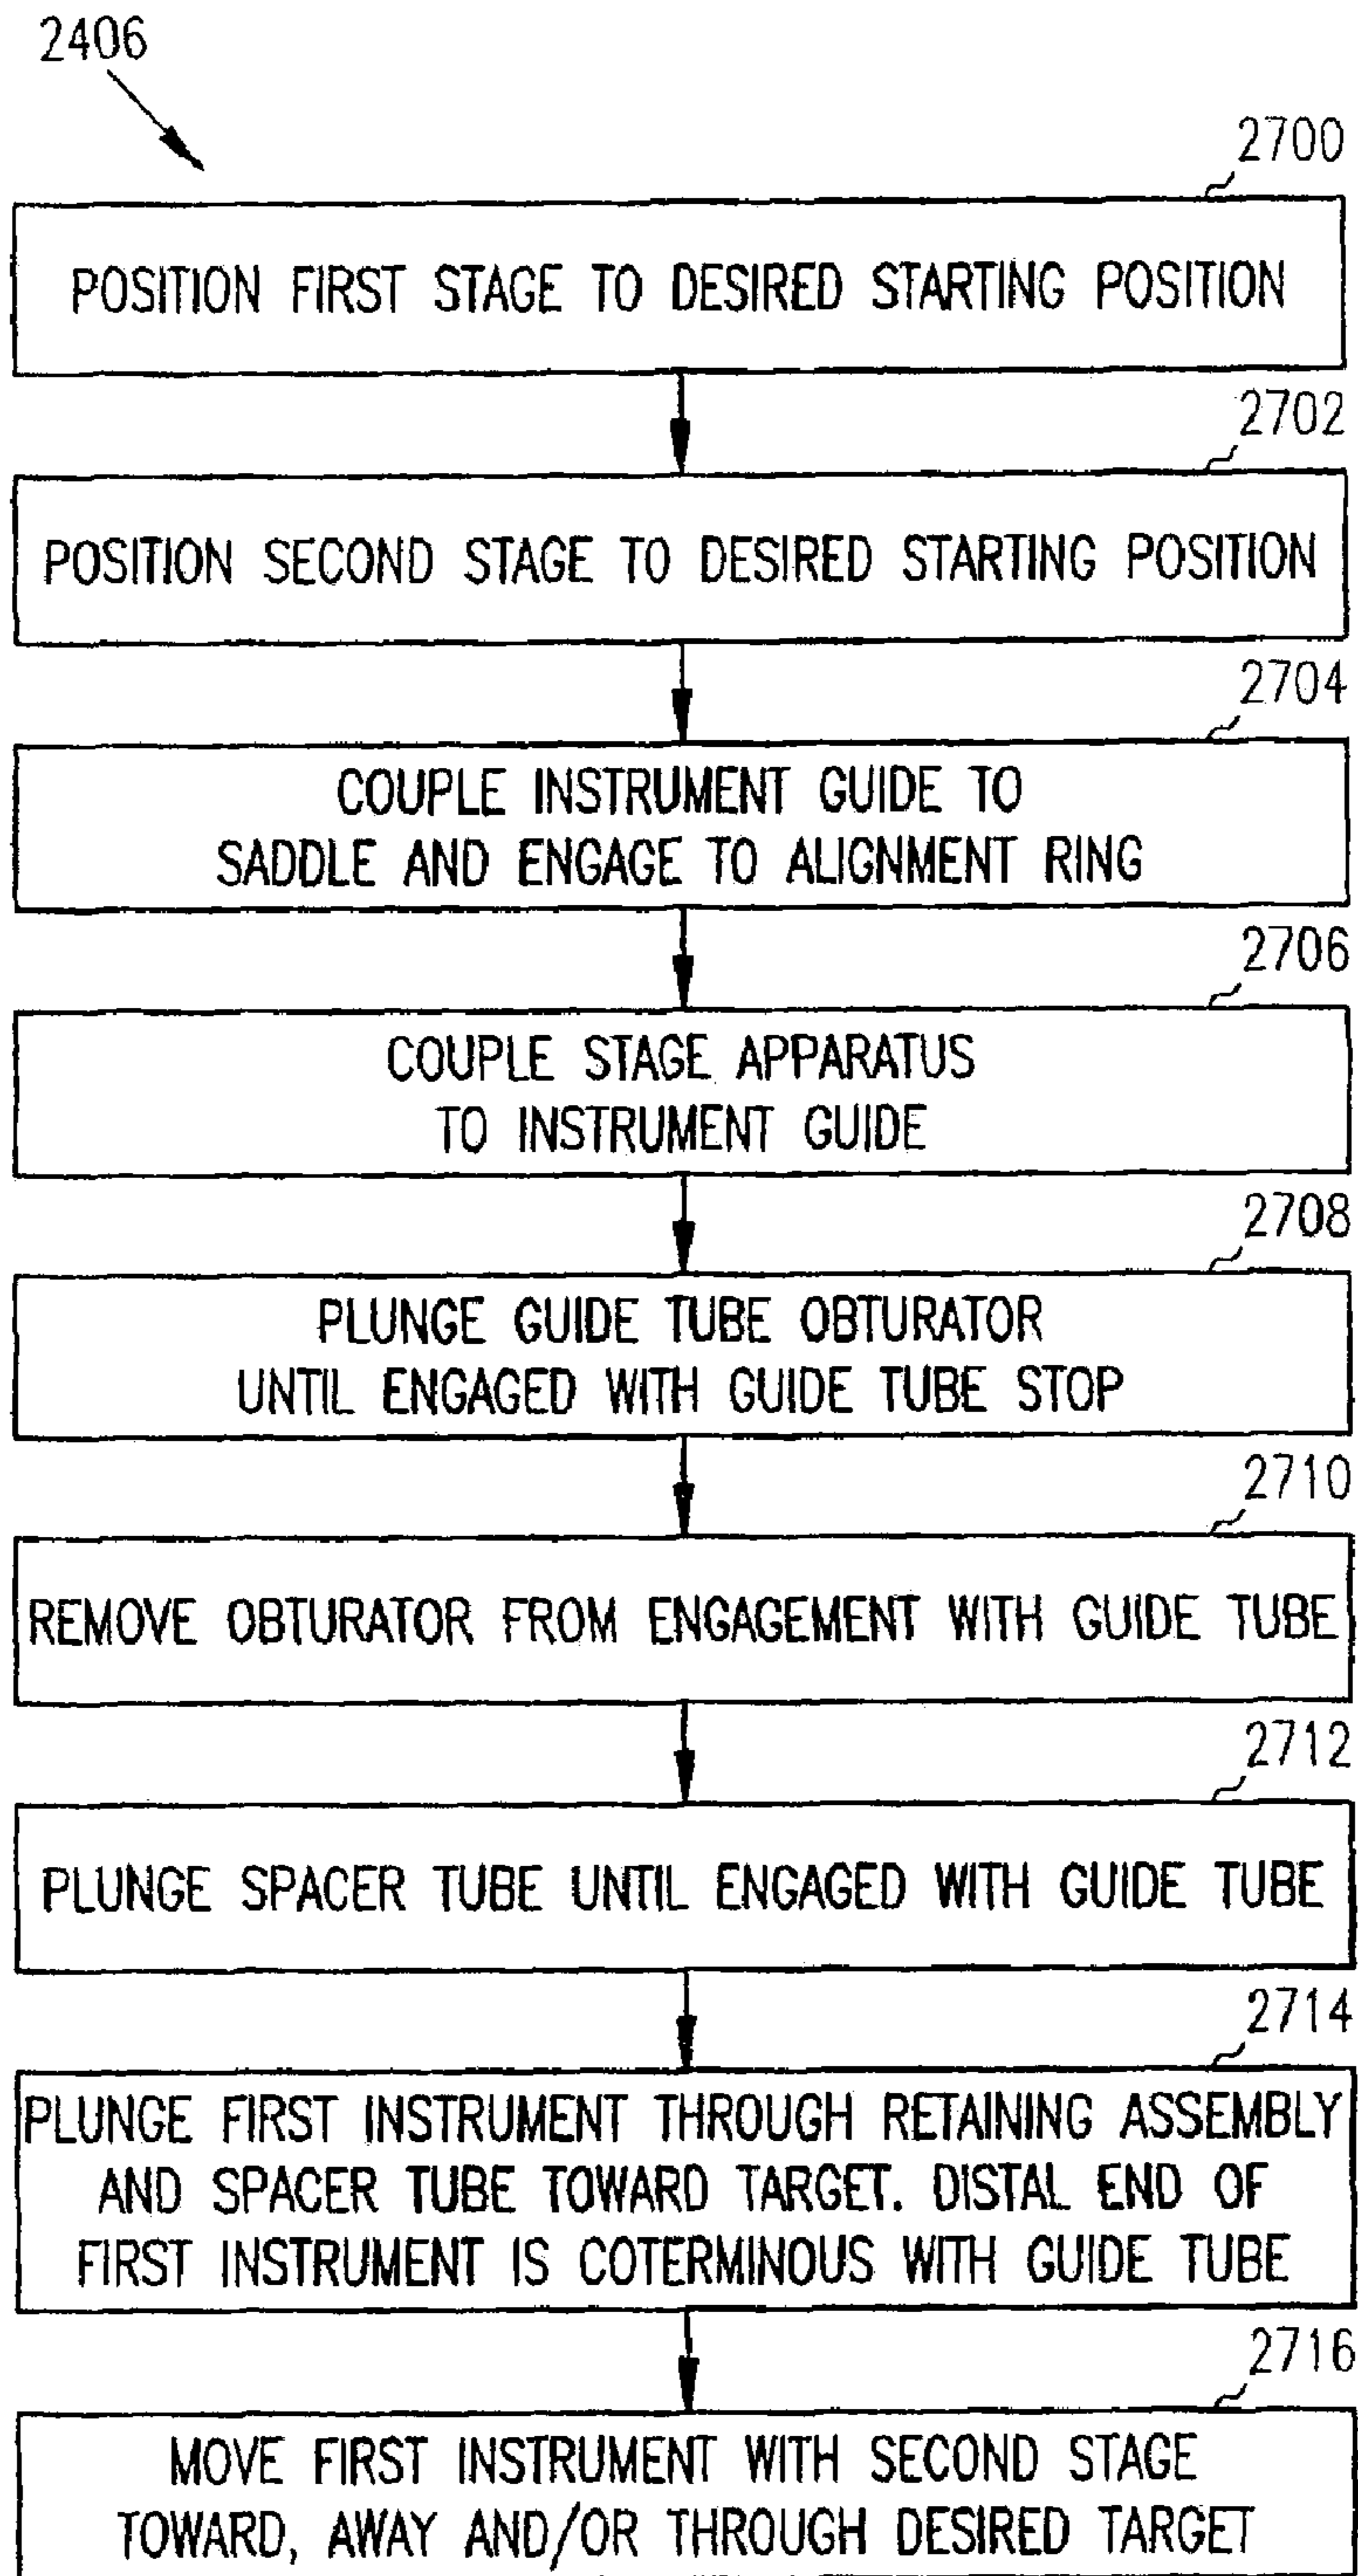 2406
2700
POSITION FIRST STAGE TO DESIRED STARTING POSITION
2702
POSITION SECOND STAGE TO DESIRED STARTING POSITION
2704
COUPLE INSTRUMENT GUIDE TO
SADDLE AND ENGAGE TO ALIGNMENT RING
2706
COUPLE STAGE APPARATUS
TO INSTRUMENT GUIDE
2708
PLUNGE GUIDE TUBE OBTURATOR
UNTIL ENGAGED WITH GUIDE TUBE STOP
2710
REMOVE OBTURATOR FROM ENGAGEMENT WITH GUIDE TUBE
2712
PLUNGE SPACER TUBE UNTIL ENGAGED WITH GUIDE TUBE
2714
PLUNGE FIRST INSTRUMENT THROUGH RETAINING ASSEMBLY
AND SPACER TUBE TOWARD TARGET. DISTAL END OF
FIRST INSTRUMENT IS COTERMINOUS WITH GUIDE TUBE
2716
MOVE FIRST INSTRUMENT WITH SECOND STAGE
TOWARD, AWAY AND/OR THROUGH DESIRED TARGET